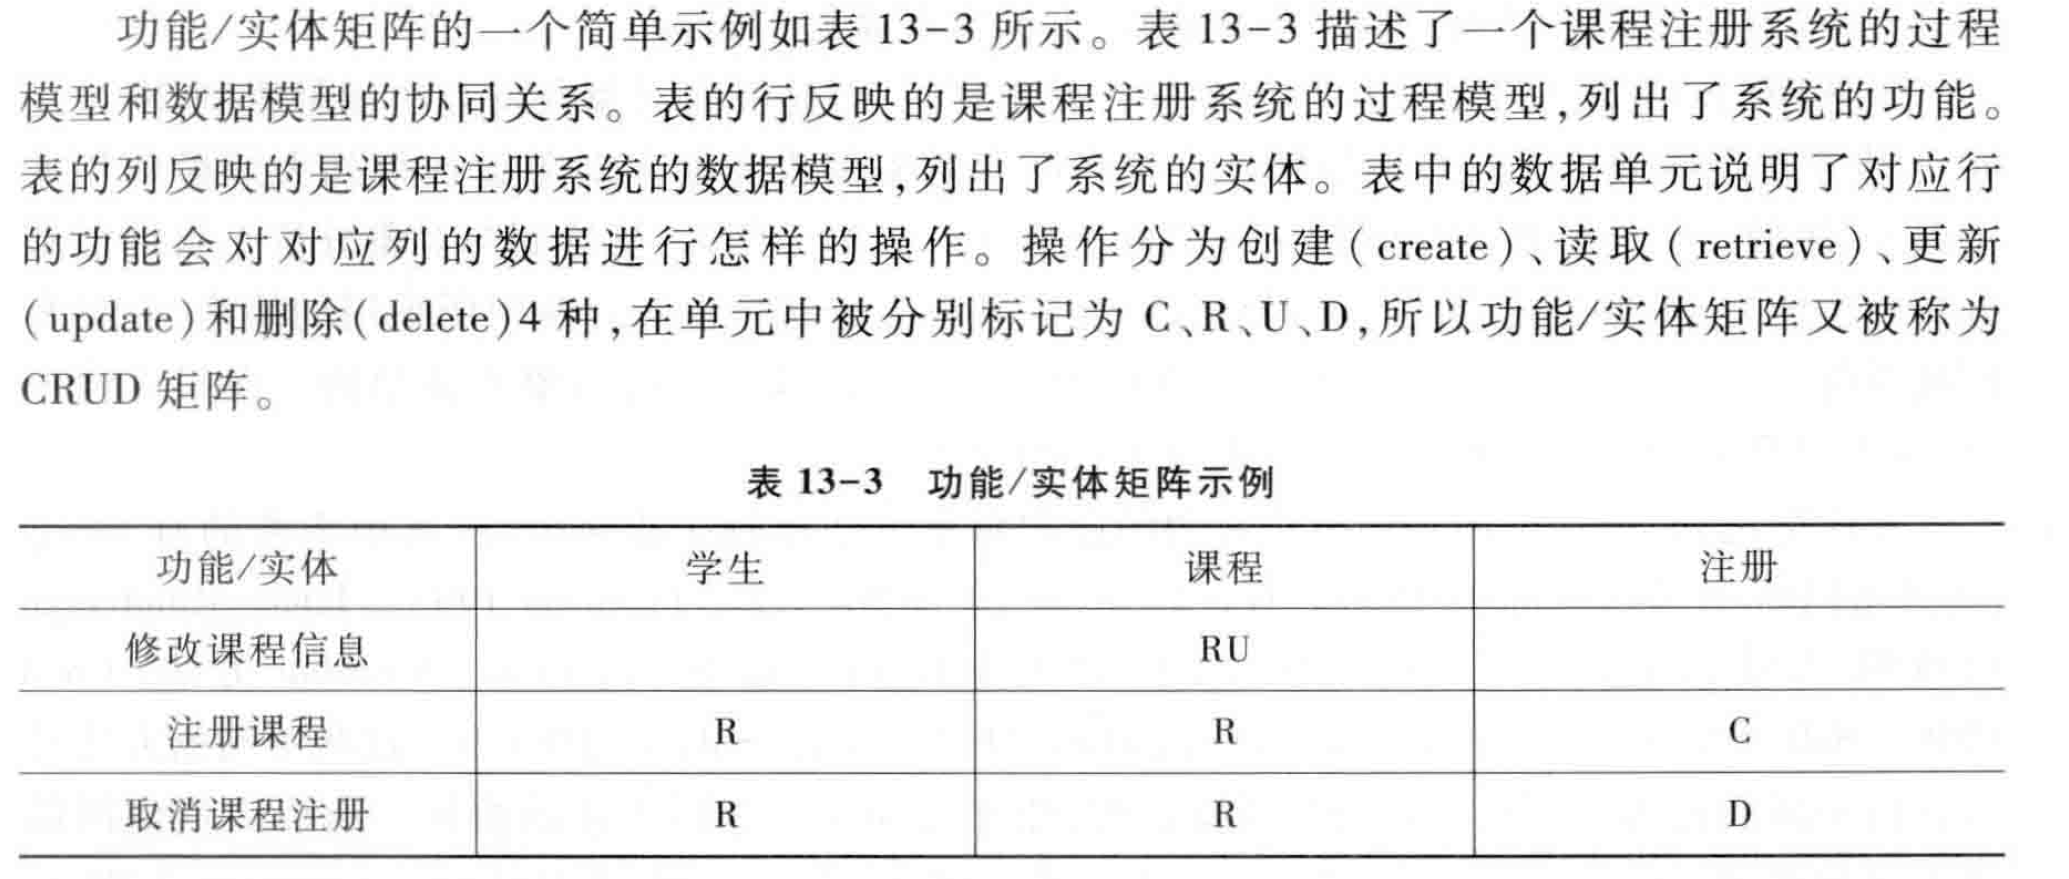 功能/实体矩阵的一个简单示例如表 13-3 所示。表 13-3 描述了一个课程注册系统的过程
模型和数据模型的协同关系。表的行反映的是课程注册系统的过程模型,列出了系统的功能。
表的列反映的是课程注册系统的数据模型,列出了系统的实体。表中的数据单元说明了对应行
的功能会对对应列的数据进行怎样的操作。操作分为创建(create)、读取(retrieve)、更新
(update)和删除(delete)4 种,在单元中被分别标记为 C、R、U、D,所以功能/实体矩阵又被称为
CRUD 矩阵。
表 13-3 功能/实体矩阵示例
功能/实体 学生 课程 注册
修改课程信息 RU
注册课程 R R C
取消课程注册 R R D